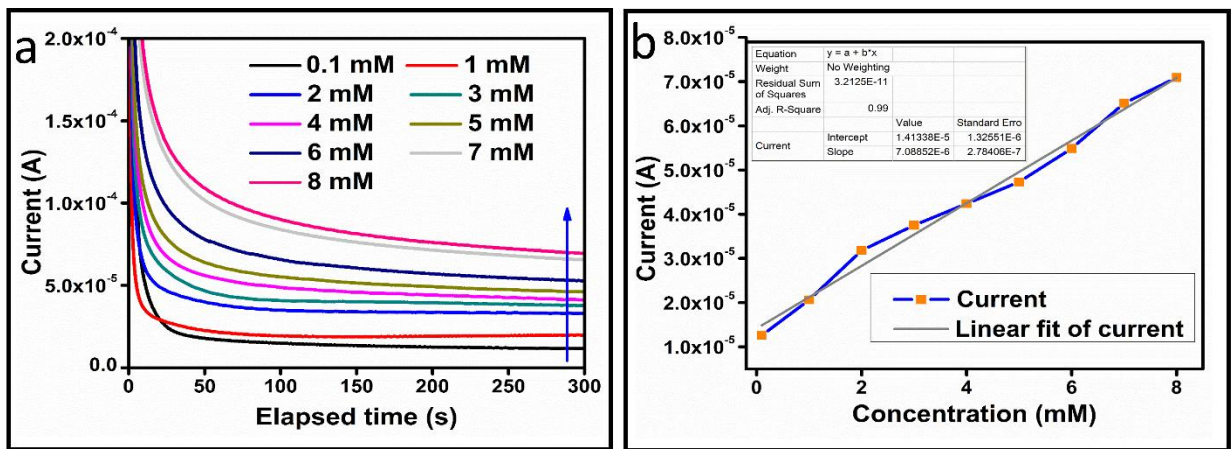 a
2.0x10⁻⁴
1.5x10⁻⁴
1.0x10⁻⁴
5.0x10⁻⁵
0.0
Current (A)
0.1 mM
1 mM
2 mM
3 mM
4 mM
5 mM
6 mM
7 mM
8 mM
0 50 100 150 200 250 300
Elapsed time (s)
b
8.0x10⁻⁵
7.0x10⁻⁵
6.0x10⁻⁵
5.0x10⁻⁵
4.0x10⁻⁵
3.0x10⁻⁵
2.0x10⁻⁵
1.0x10⁻⁵
Current (A)
Equation y = a + b*x
Weight No Weighting
Residual Sum of Squares 3.2125E-11
Adj. R-Square 0.99
Value Standard Erro
Current Intercept 1.41338E-5 1.32551E-6
Slope 7.08852E-6 2.78406E-7
Current
Linear fit of current
0 2 4 6 8
Concentration (mM)